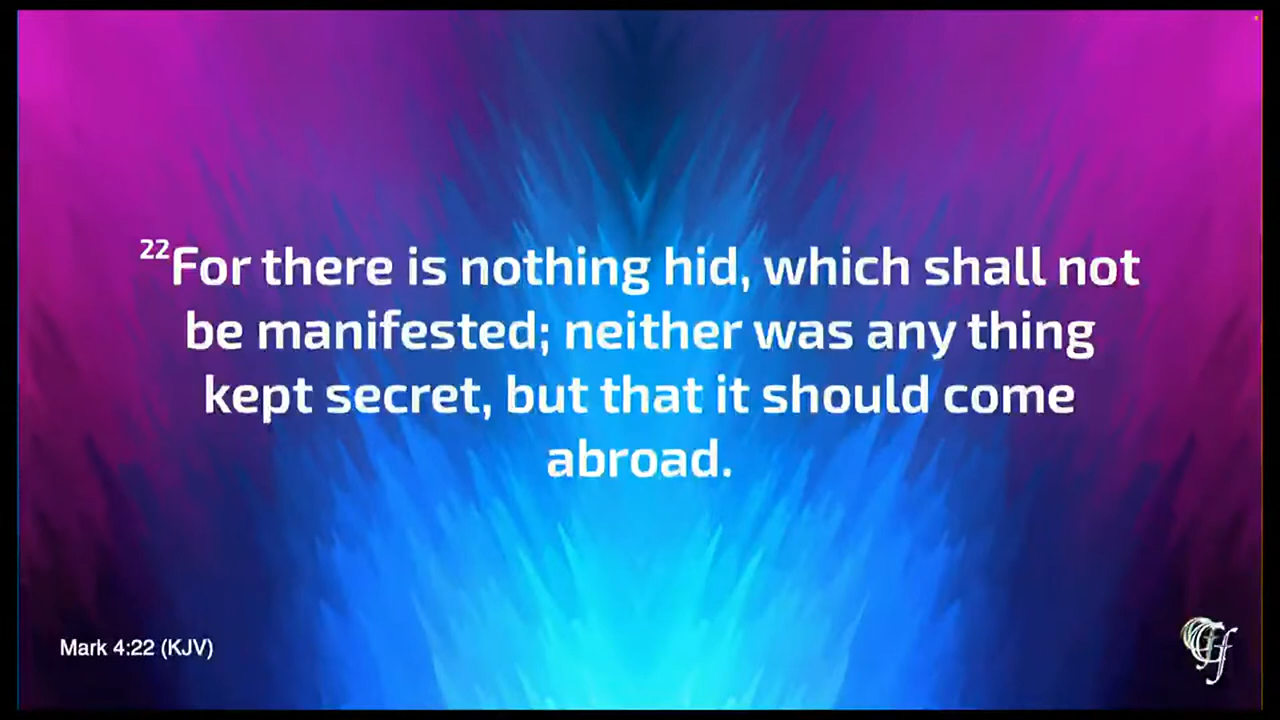 22For there is nothing hid, which shall not
be manifested; neither was any thing
kept secret, but that it should come
abroad.
Mark 4:22 (KJV)